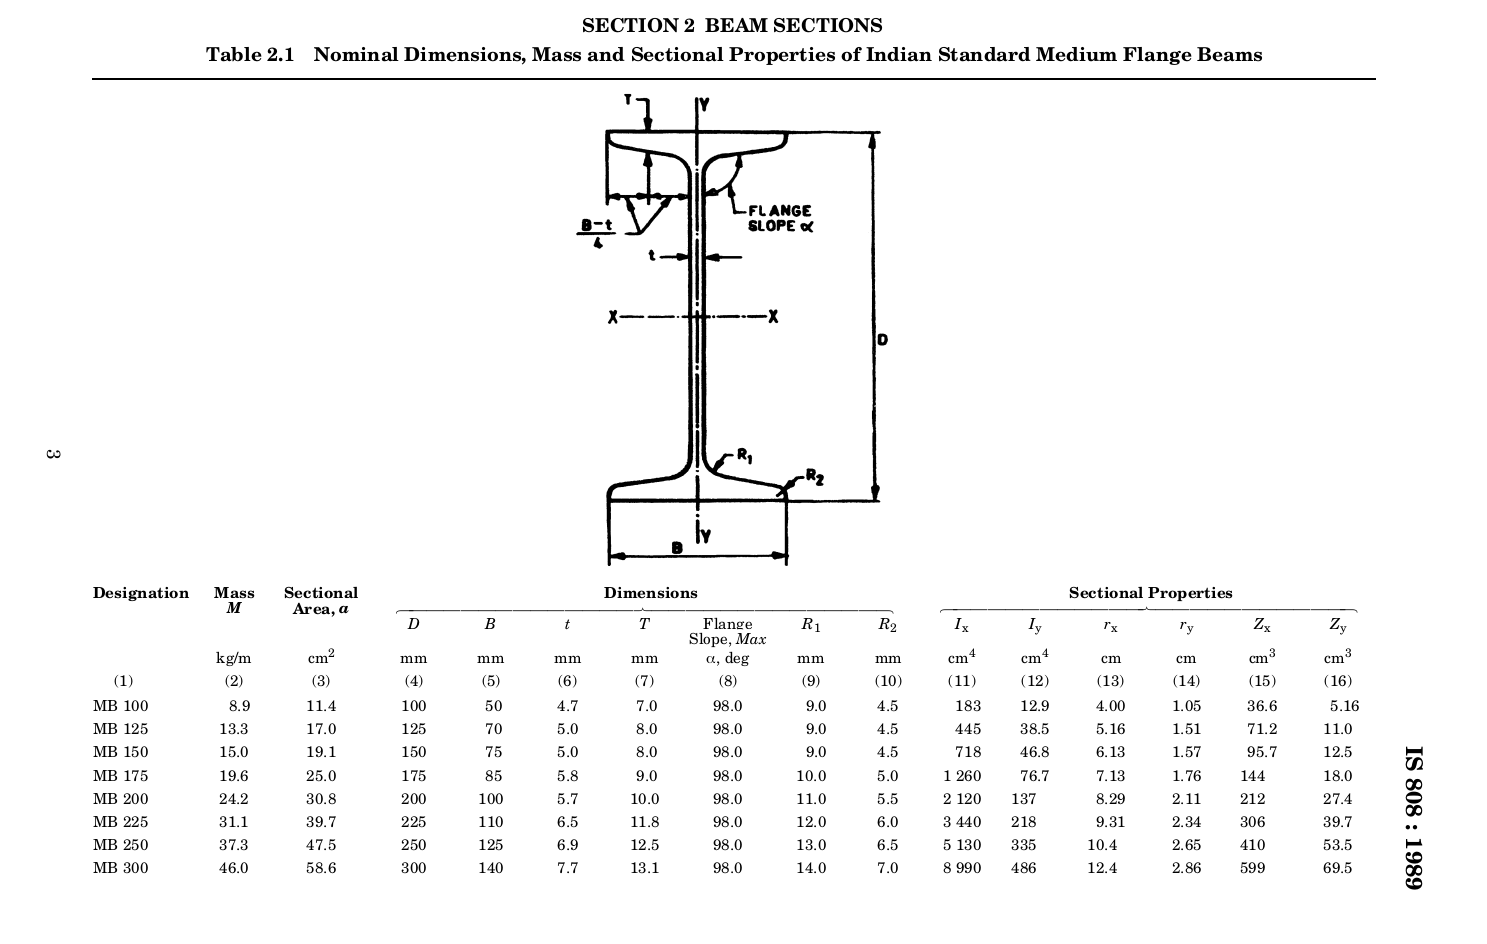 SECTION 2 BEAM SECTIONS
Table 2.1 Nominal Dimensions, Mass and Sectional Properties of Indian Standard Medium Flange Beams
T
Y
FLANGE
SLOPE α
B-t
4
t
X
X
D
R1
R2
Y
B
3
Designation Mass Sectional Dimensions Sectional Properties
M Area, a
D B t T Flange R1 R2 Ix Iy rx ry Zx Zy
Slope, Max
kg/m cm² mm mm mm mm α, deg mm mm cm⁴ cm⁴ cm cm cm³ cm³
(1) (2) (3) (4) (5) (6) (7) (8) (9) (10) (11) (12) (13) (14) (15) (16)
MB 100 8.9 11.4 100 50 4.7 7.0 98.0 9.0 4.5 183 12.9 4.00 1.05 36.6 5.16
MB 125 13.3 17.0 125 70 5.0 8.0 98.0 9.0 4.5 445 38.5 5.16 1.51 71.2 11.0
MB 150 15.0 19.1 150 75 5.0 8.0 98.0 9.0 4.5 718 46.8 6.13 1.57 95.7 12.5
MB 175 19.6 25.0 175 85 5.8 9.0 98.0 10.0 5.0 1 260 76.7 7.13 1.76 144 18.0
MB 200 24.2 30.8 200 100 5.7 10.0 98.0 11.0 5.5 2 120 137 8.29 2.11 212 27.4
MB 225 31.1 39.7 225 110 6.5 11.8 98.0 12.0 6.0 3 440 218 9.31 2.34 306 39.7
MB 250 37.3 47.5 250 125 6.9 12.5 98.0 13.0 6.5 5 130 335 10.4 2.65 410 53.5
MB 300 46.0 58.6 300 140 7.7 13.1 98.0 14.0 7.0 8 990 486 12.4 2.86 599 69.5
IS 808 : 1989